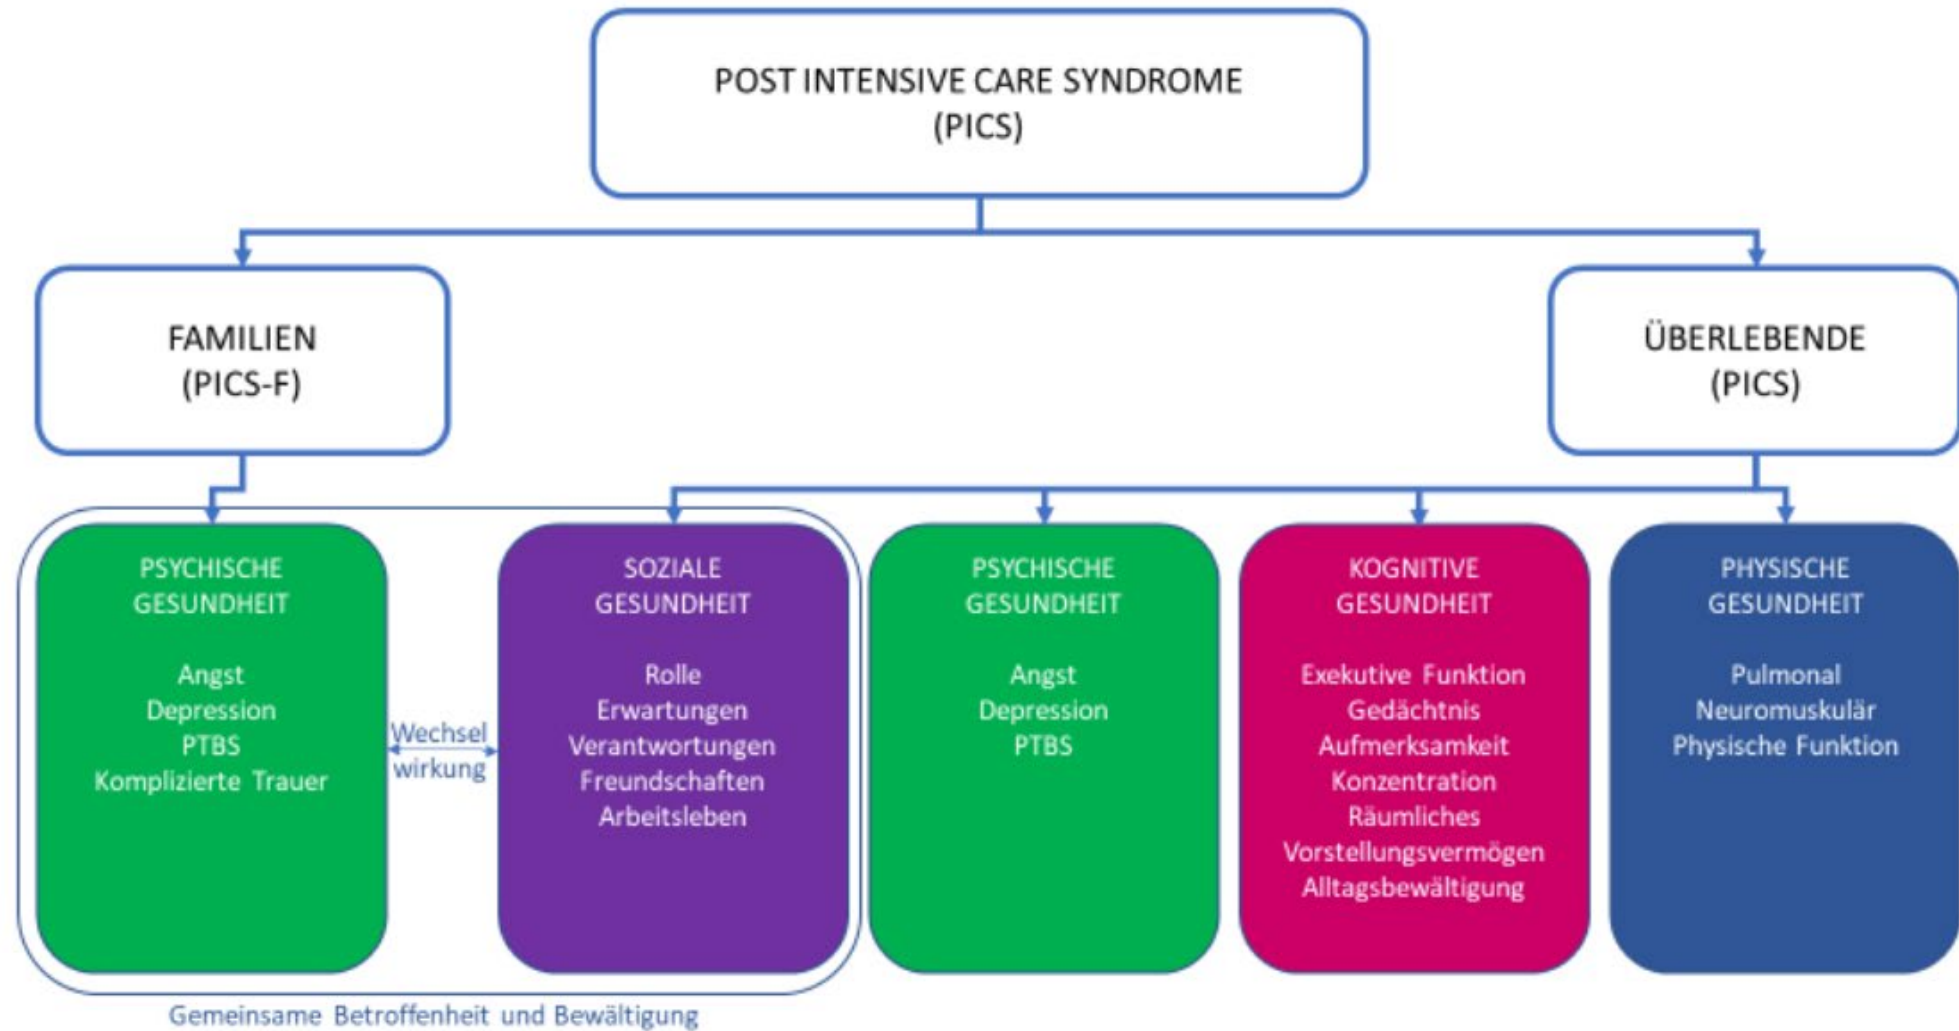 POST INTENSIVE CARE SYNDROME
(PICS)
FAMILIEN
(PICS-F)
ÜBERLEBENDE
(PICS)
PSYCHISCHE
GESUNDHEIT
Angst
Depression
PTBS
Komplizierte Trauer
Wechsel
wirkung
SOZIALE
GESUNDHEIT
Rolle
Erwartungen
Verantwortungen
Freundschaften
Arbeitsleben
PSYCHISCHE
GESUNDHEIT
Angst
Depression
PTBS
KOGNITIVE
GESUNDHEIT
Exekutive Funktion
Gedächtnis
Aufmerksamkeit
Konzentration
Räumliches
Vorstellungsvermögen
Alltagsbewältigung
PHYSISCHE
GESUNDHEIT
Pulmonal
Neuromuskulär
Physische Funktion
Gemeinsame Betroffenheit und Bewältigung